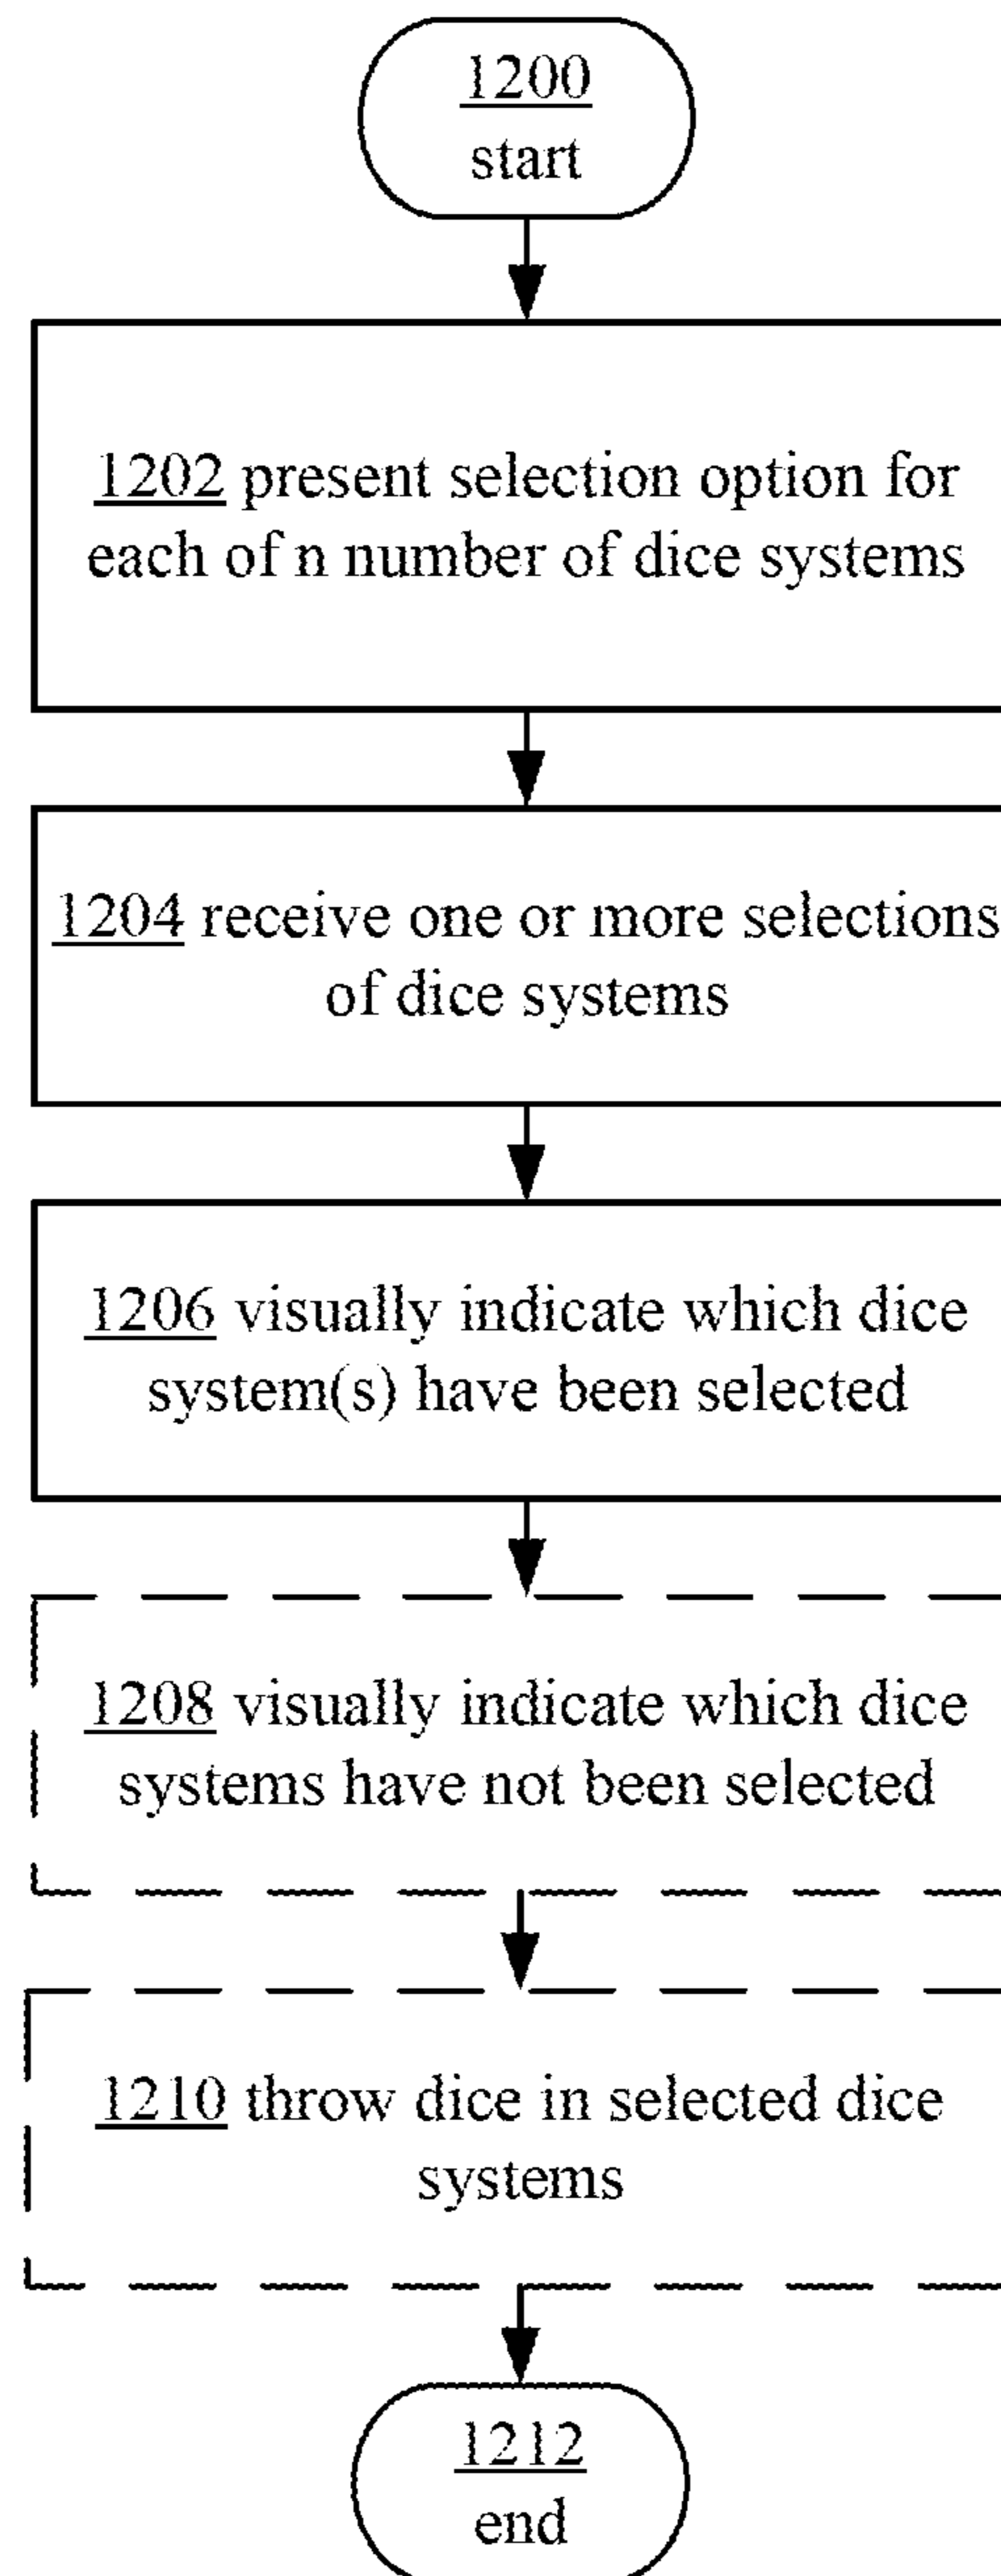 1200
start
1202 present selection option for
each of n number of dice systems
1204 receive one or more selections
of dice systems
1206 visually indicate which dice
system(s) have been selected
1208 visually indicate which dice
systems have not been selected
1210 throw dice in selected dice
systems
1212
end